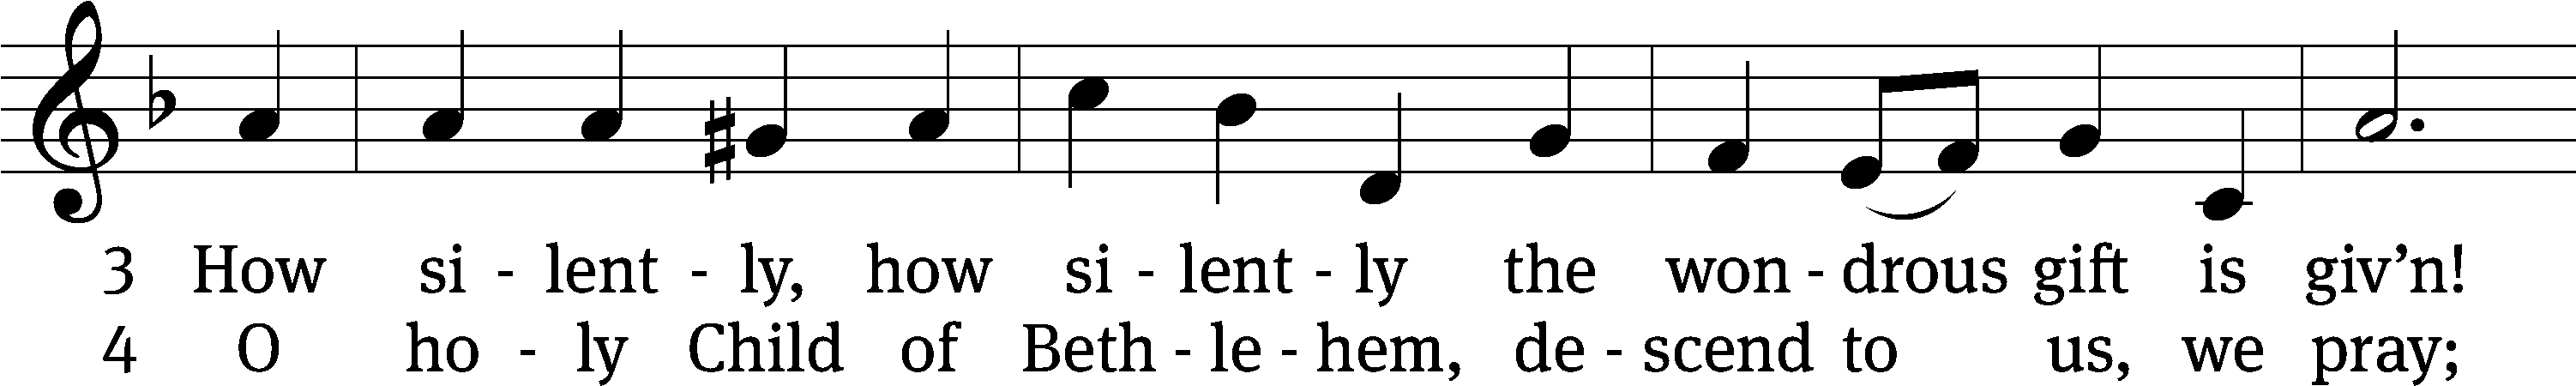 3 How si - lent - ly, how si - lent - ly the won - drous gift is giv’n!
4 O ho - ly Child of Beth - le - hem, de - scend to us, we pray;